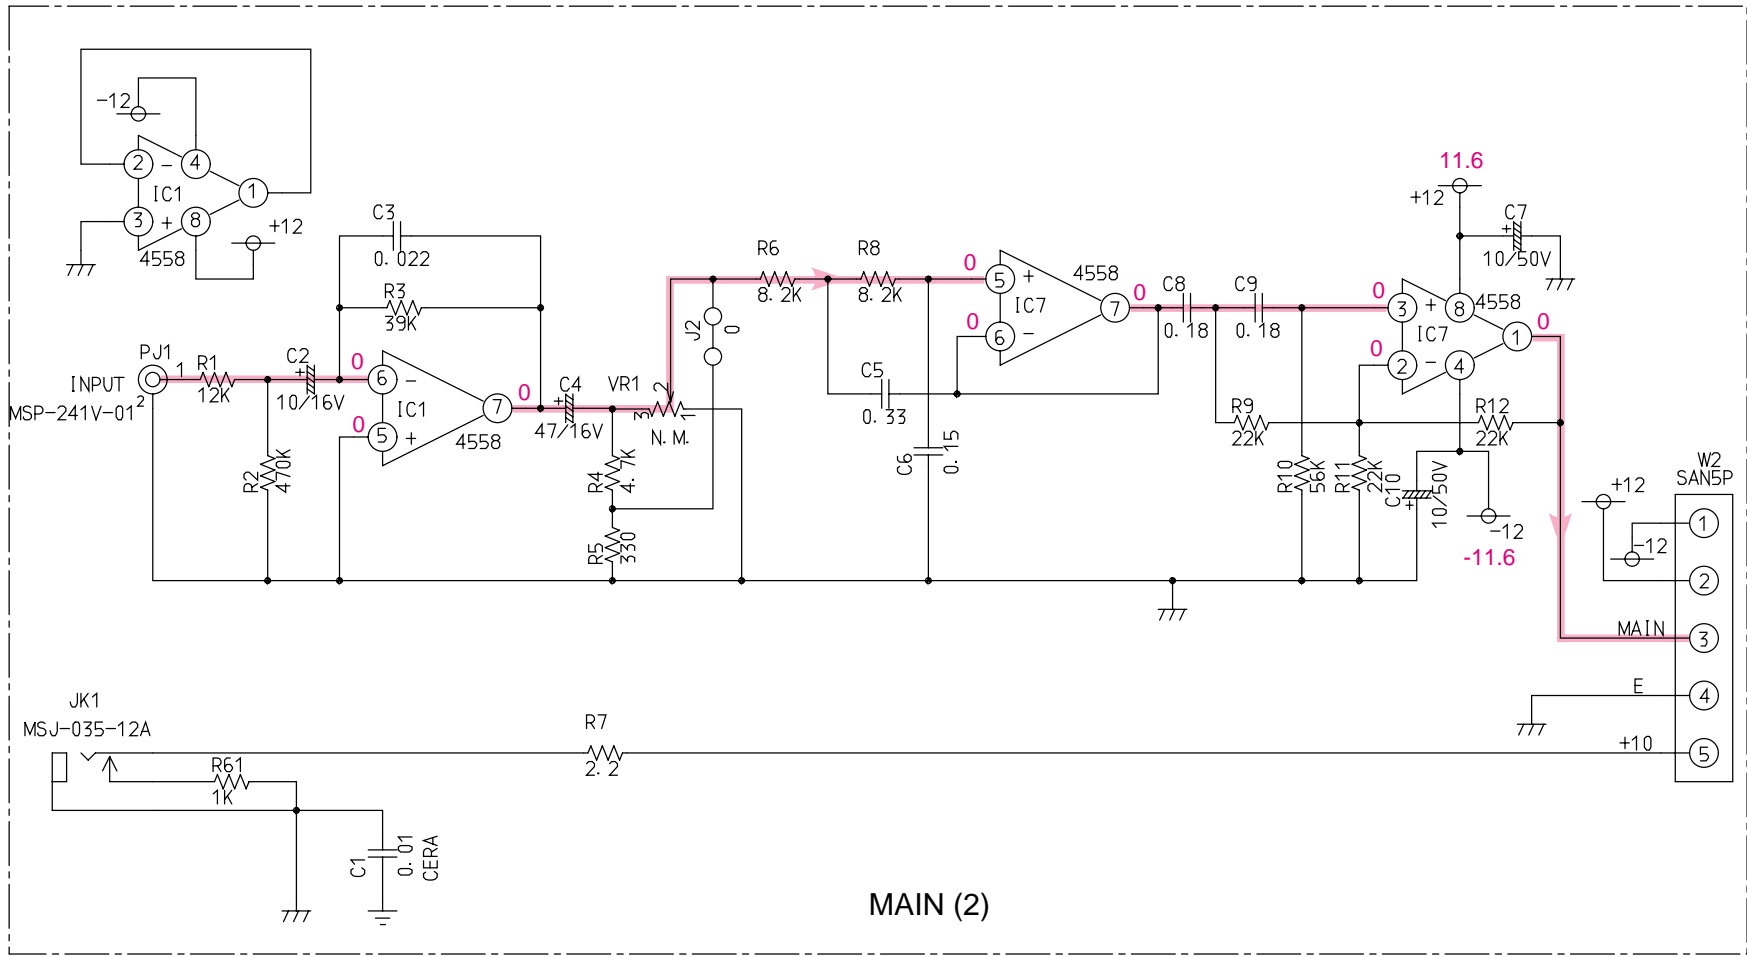 -12
2
-
4
IC1
1
3
+
8
4558
+12
C3
0.022
R3
39K
PJ1
1
INPUT
MSP-241V-01
2
R1
12K
C2
+
10/16V
0
6
-
IC1
7
0
0
5
+
4558
R2
470K
C4
+
47/16V
VR1
2
3
1
N.M.
R4
4.7K
R5
330
J2
0
R6
8.2K
R8
8.2K
0
5
+
4558
IC7
7
0
0
6
-
C5
0.33
C6
0.15
C8
0.18
C9
0.18
11.6
+12
C7
+
10/50V
0
3
+
8
4558
IC7
1
0
0
2
-
4
R9
22K
R12
22K
R10
56K
R11
22K
C10
+
10/50V
-12
-11.6
W2
SAN5P
+12
1
-12
2
MAIN
3
E
4
+10
5
JK1
MSJ-035-12A
R61
1K
R7
2.2
C1
0.01
CERA
MAIN (2)